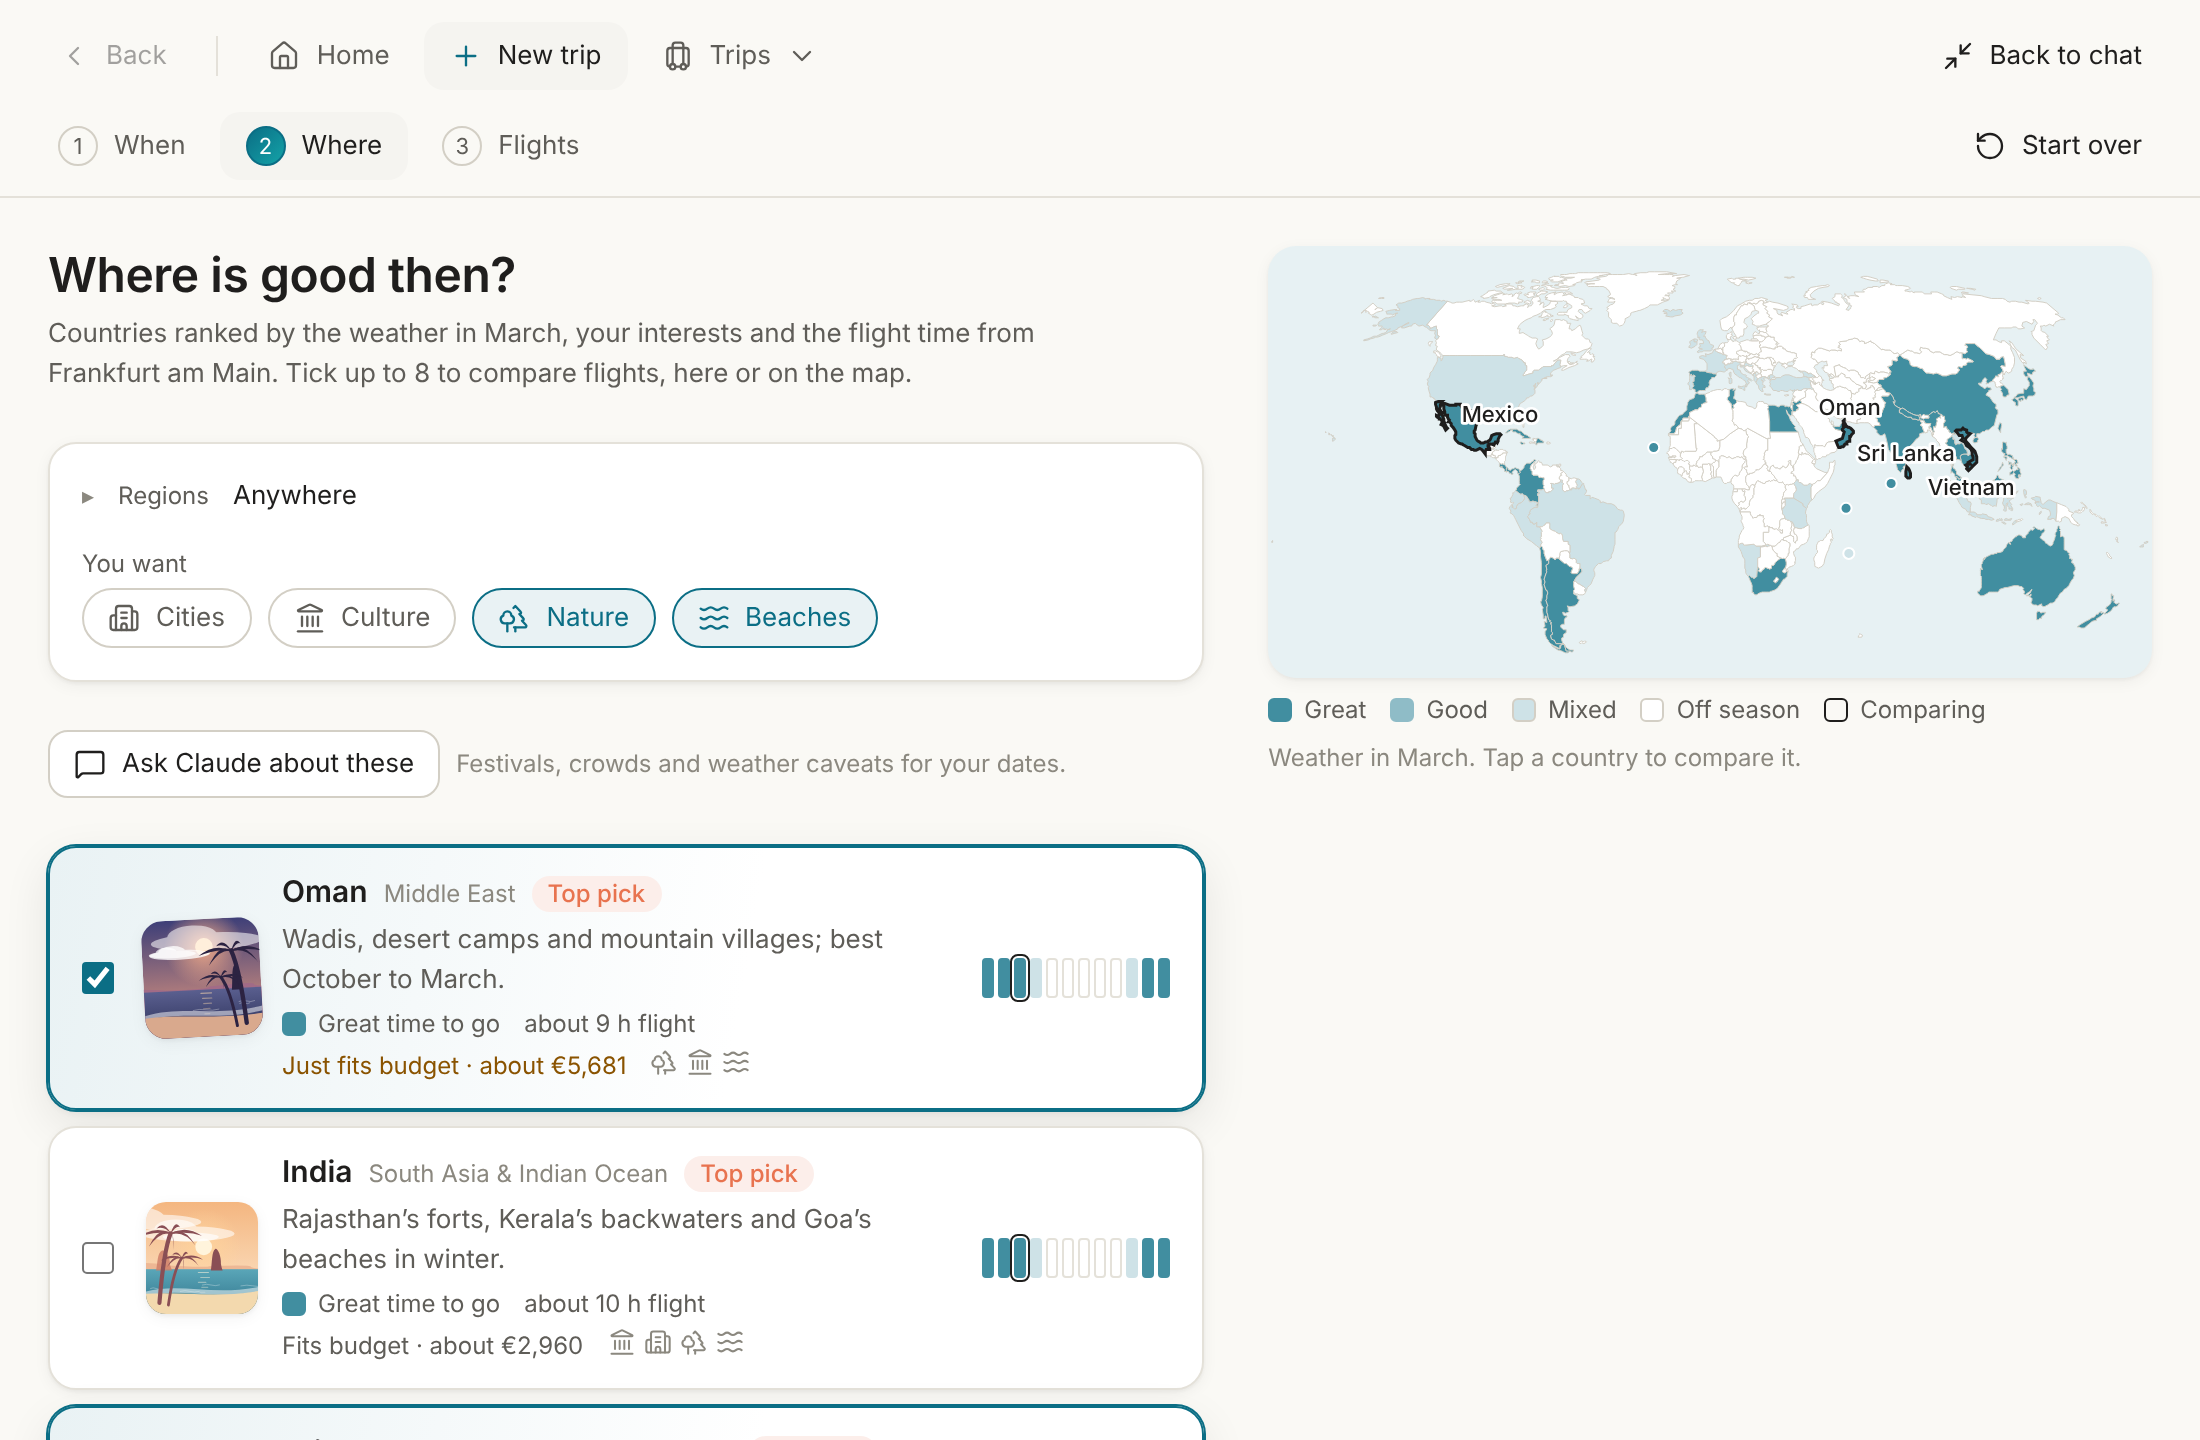 Back
Home
New trip
Trips
Back to chat
1 When
2 Where
3 Flights
Start over
Where is good then?
Countries ranked by the weather in March, your interests and the flight time from
Frankfurt am Main. Tick up to 8 to compare flights, here or on the map.
Regions Anywhere
You want
Cities
Culture
Nature
Beaches
Ask Claude about these
Festivals, crowds and weather caveats for your dates.
Mexico
Oman
Sri Lanka
Vietnam
Great
Good
Mixed
Off season
Comparing
Weather in March. Tap a country to compare it.
Oman Middle East Top pick
Wadis, desert camps and mountain villages; best
October to March.
Great time to go about 9 h flight
Just fits budget · about €5,681
India South Asia & Indian Ocean Top pick
Rajasthan’s forts, Kerala’s backwaters and Goa’s
beaches in winter.
Great time to go about 10 h flight
Fits budget · about €2,960